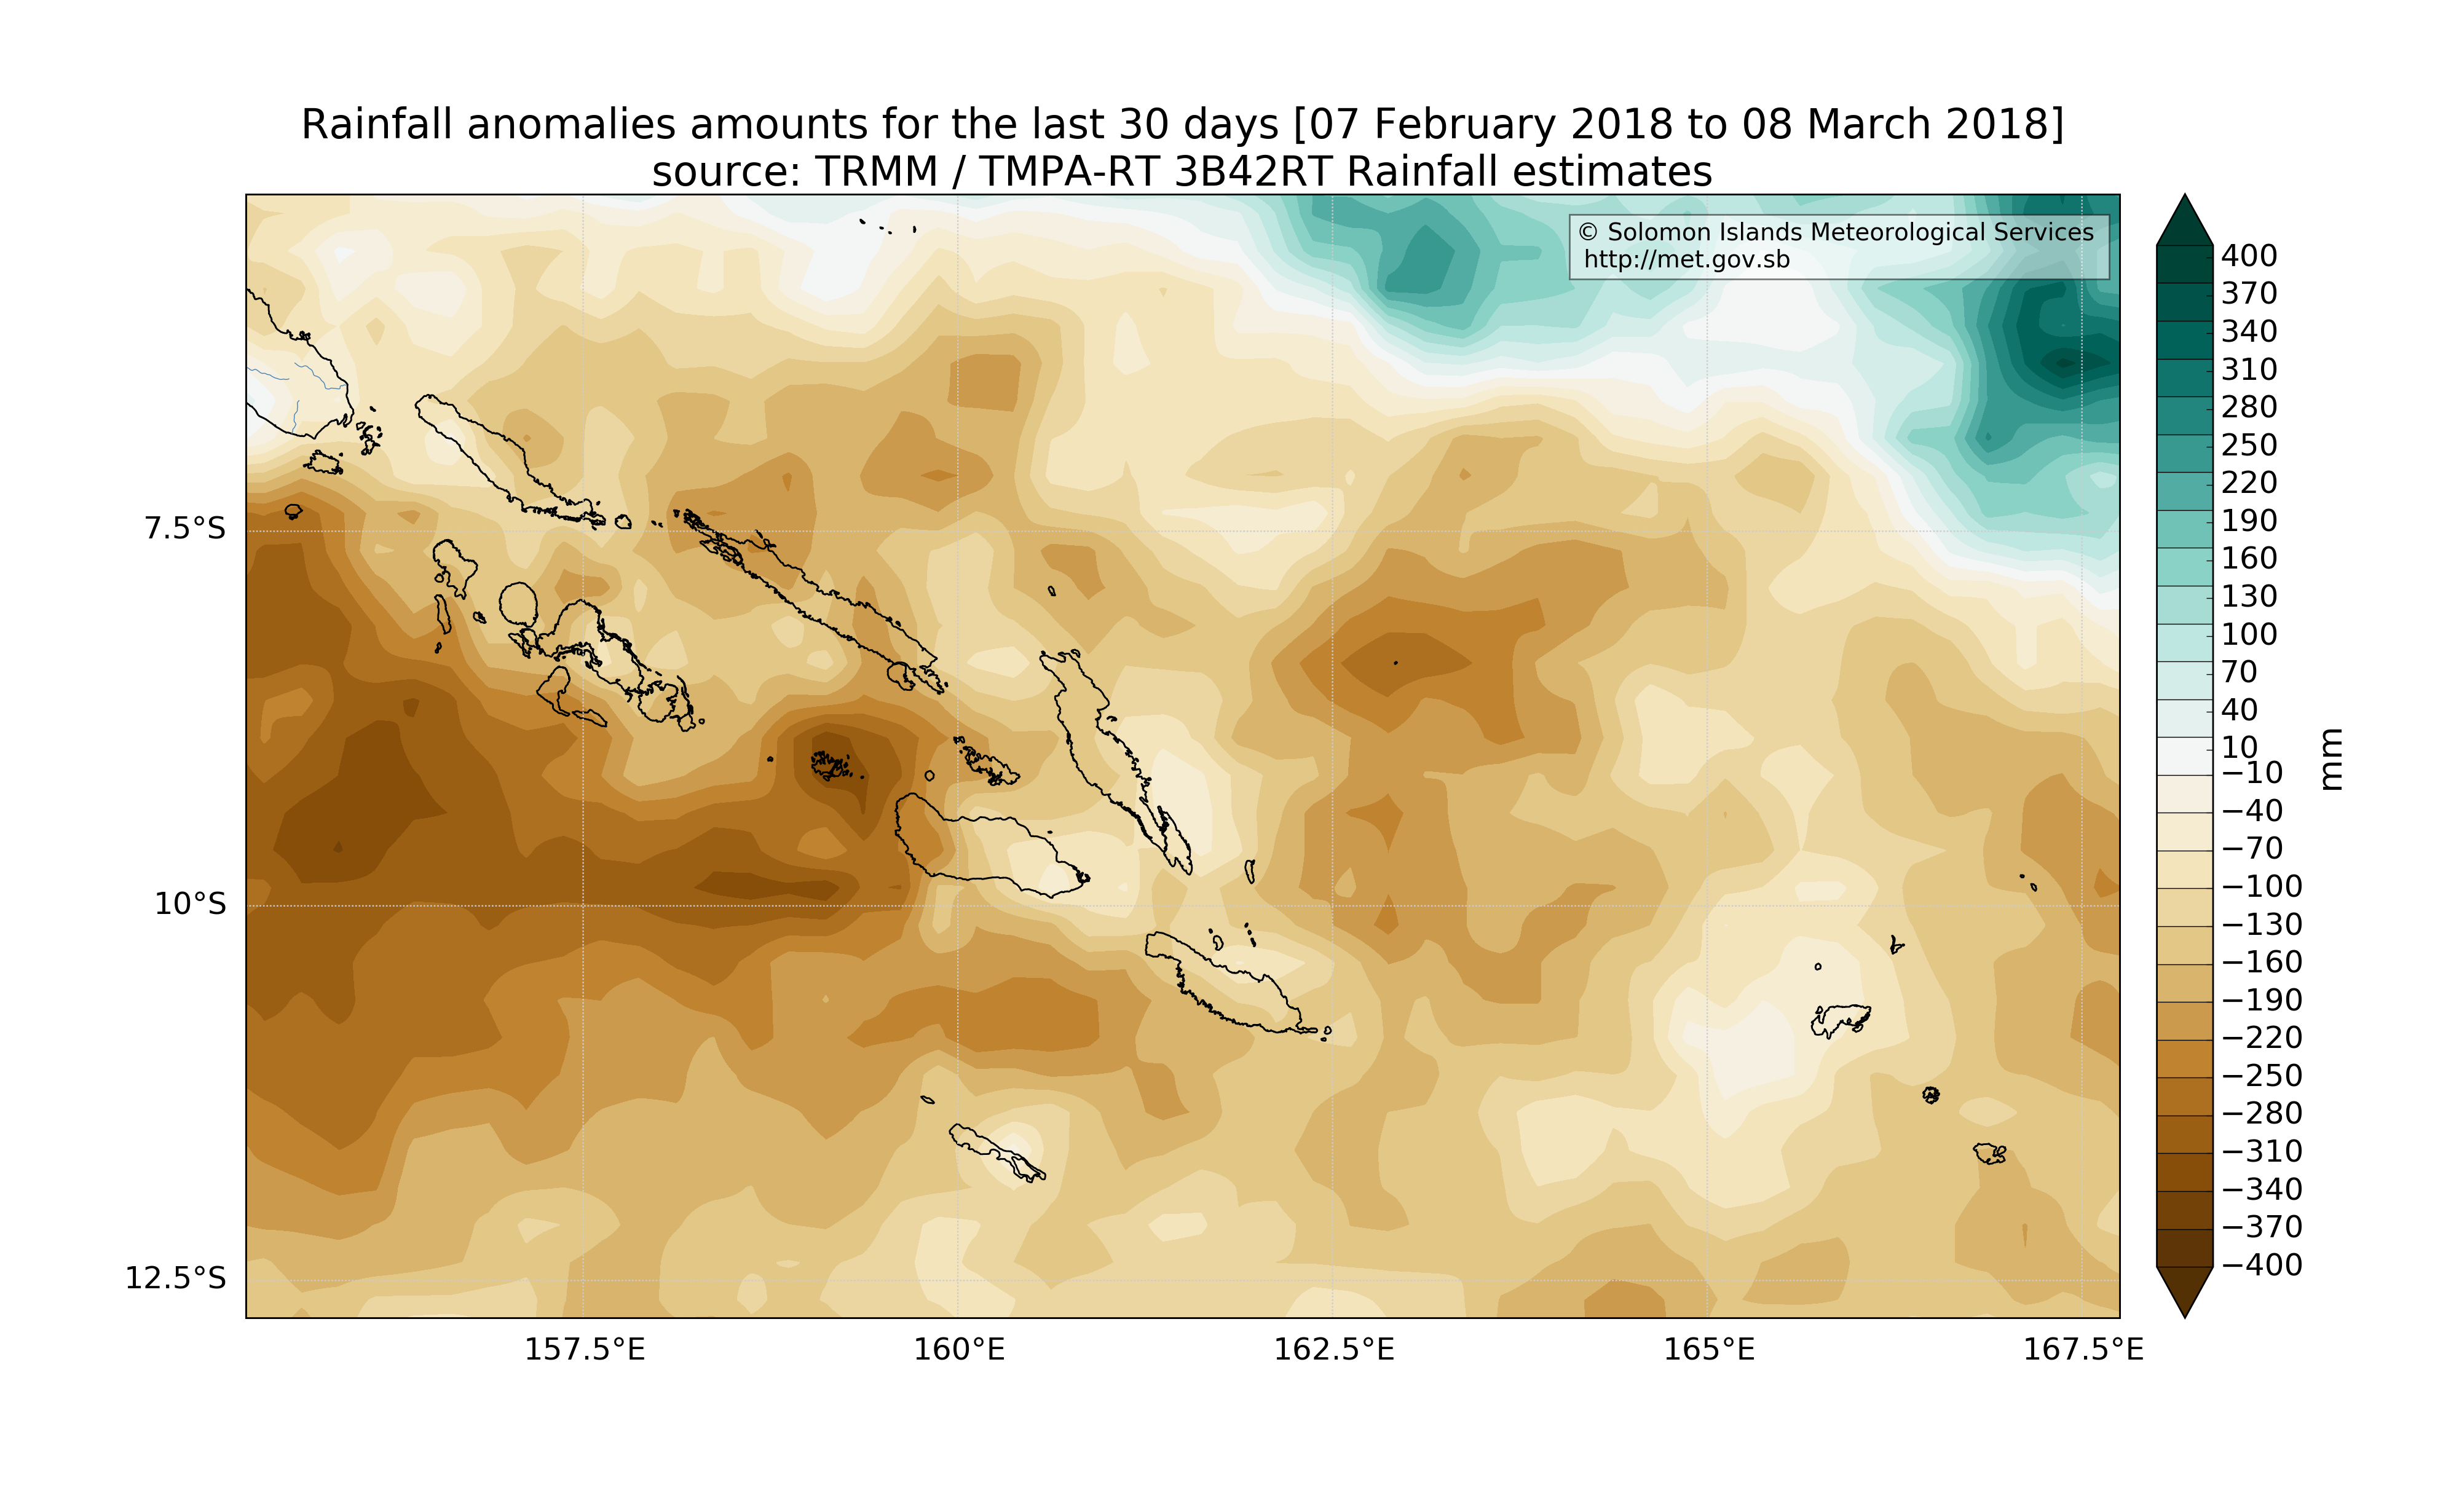 Rainfall anomalies amounts for the last 30 days [07 February 2018 to 08 March 2018]
source: TRMM / TMPA-RT 3B42RT Rainfall estimates
© Solomon Islands Meteorological Services
http://met.gov.sb
7.5°S
10°S
12.5°S
157.5°E
160°E
162.5°E
165°E
167.5°E
400
370
340
310
280
250
220
190
160
130
100
70
40
10
−10
−40
−70
−100
−130
−160
−190
−220
−250
−280
−310
−340
−370
−400
mm